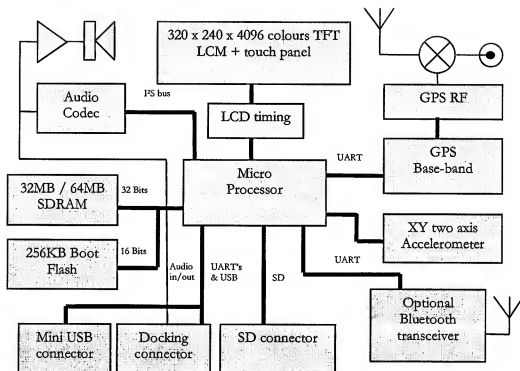 320 x 240 x 4096 colours TFT
LCM + touch panel
Audio
Codec
I²S bus
LCD timing
GPS RF
Micro
Processor
UART
GPS
Base-band
32MB / 64MB
SDRAM
32 Bits
256KB Boot
Flash
16 Bits
XY two axis
Accelerometer
Audio
in/out
UART's
& USB
SD
UART
Optional
Bluetooth
transceiver
Mini USB
connector
Docking
connector
SD connector